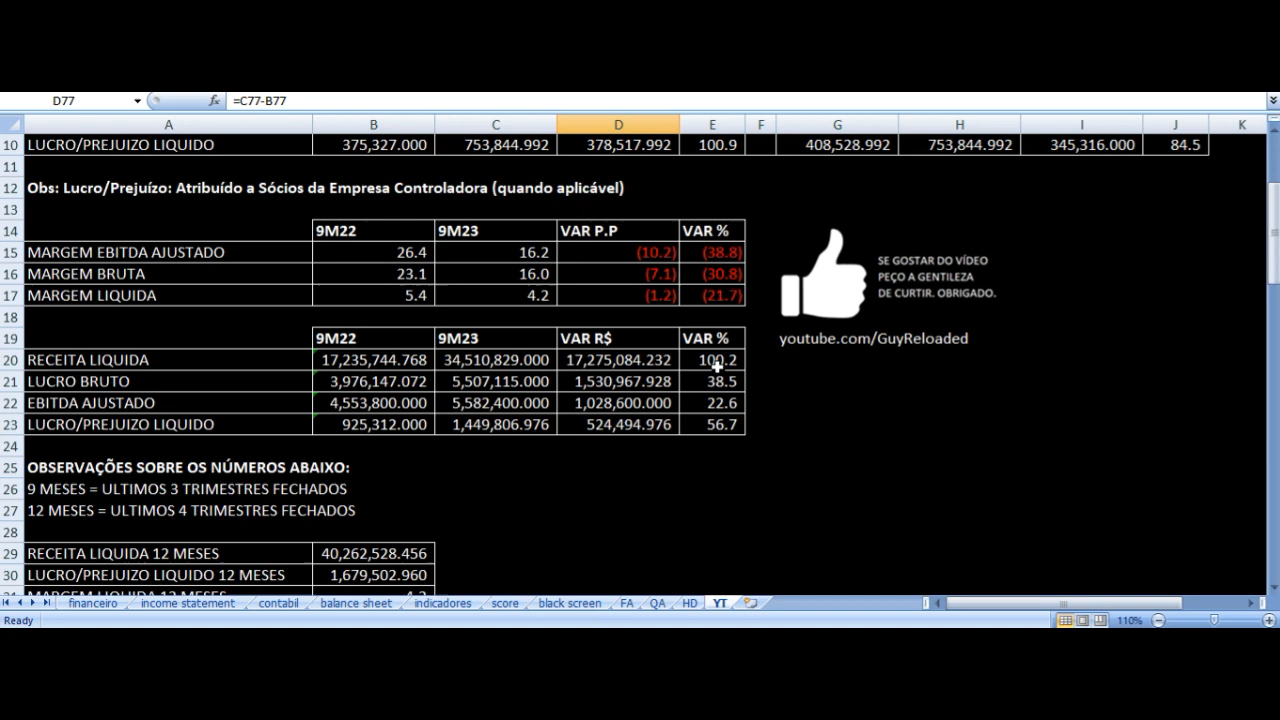 D77 fx =C77-B77
A B C D E F G H I J K
10 LUCRO/PREJUIZO LIQUIDO 375,327.000 753,844.992 378,517.992 100.9 408,528.992 753,844.992 345,316.000 84.5
11
12 Obs: Lucro/Prejuízo: Atribuído a Sócios da Empresa Controladora (quando aplicável)
13
14 9M22 9M23 VAR P.P VAR %
15 MARGEM EBITDA AJUSTADO 26.4 16.2 (10.2) (38.8)
16 MARGEM BRUTA 23.1 16.0 (7.1) (30.8)
17 MARGEM LIQUIDA 5.4 4.2 (1.2) (21.7)
SE GOSTAR DO VÍDEO
PEÇO A GENTILEZA
DE CURTIR. OBRIGADO.
18
19 9M22 9M23 VAR R$ VAR % youtube.com/GuyReloaded
20 RECEITA LIQUIDA 17,235,744.768 34,510,829.000 17,275,084.232 100.2
21 LUCRO BRUTO 3,976,147.072 5,507,115.000 1,530,967.928 38.5
22 EBITDA AJUSTADO 4,553,800.000 5,582,400.000 1,028,600.000 22.6
23 LUCRO/PREJUIZO LIQUIDO 925,312.000 1,449,806.976 524,494.976 56.7
24
25 OBSERVAÇÕES SOBRE OS NÚMEROS ABAIXO:
26 9 MESES = ULTIMOS 3 TRIMESTRES FECHADOS
27 12 MESES = ULTIMOS 4 TRIMESTRES FECHADOS
28
29 RECEITA LIQUIDA 12 MESES 40,262,528.456
30 LUCRO/PREJUIZO LIQUIDO 12 MESES 1,679,502.960
31 MARGEM LIQUIDA 12 MESES 4.2
financeiro income statement contabil balance sheet indicadores score black screen FA QA HD YT
Ready 110%